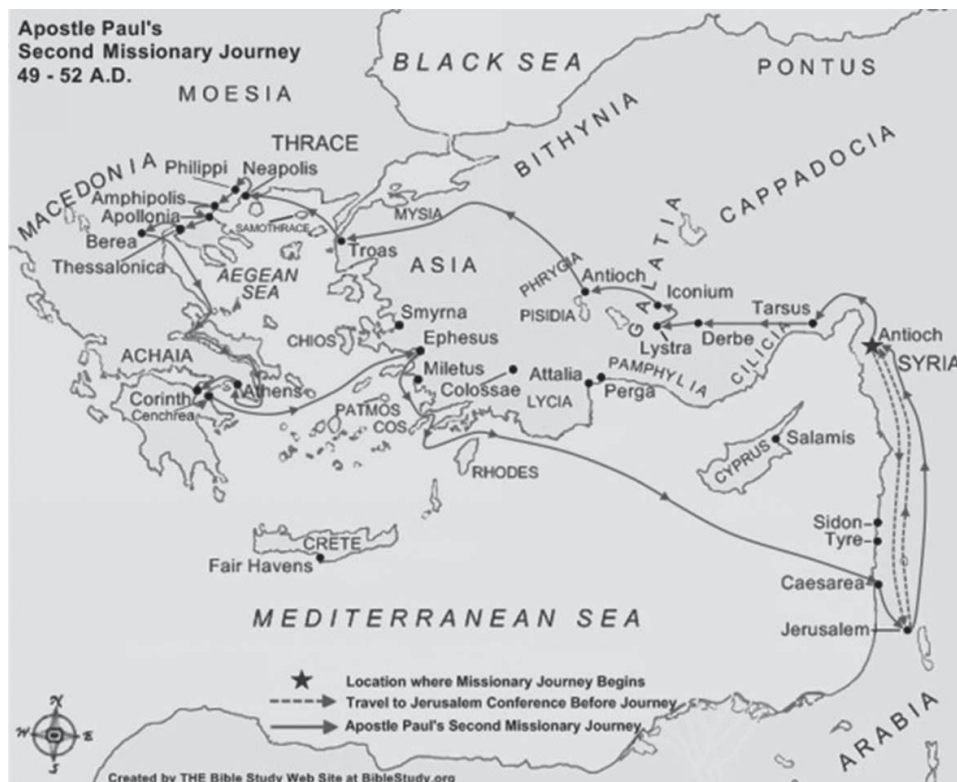 Apostle Paul's
Second Missionary Journey
49 - 52 A.D.
BLACK SEA
PONTUS
MOESIA
THRACE
BITHYNIA
MACEDONIA
Philippi
Neapolis
CAPPADOCIA
Amphipolis
Apollonia
SAMOTHRACE
MYSIA
GALATIA
Berea
Troas
Thessalonica
ASIA
PHRYGIA
Antioch
AEGEAN
SEA
Iconium
PISIDIA
Tarsus
Smyrna
CHIOS
Lystra
Derbe
CILICIA
Antioch
Ephesus
ACHAIA
SYRIA
Athens
Miletus
Attalia
PAMPHYLIA
Corinth
Colossae
LYCIA
Perga
Cenchrea
PATMOS
COS
Salamis
CYPRUS
RHODES
Sidon
Tyre
CRETE
Fair Havens
Caesarea
MEDITERRANEAN SEA
Jerusalem
Location where Missionary Journey Begins
Travel to Jerusalem Conference Before Journey
Apostle Paul's Second Missionary Journey
ARABIA
N
W
E
S
Created by THE Bible Study Web Site at BibleStudy.org